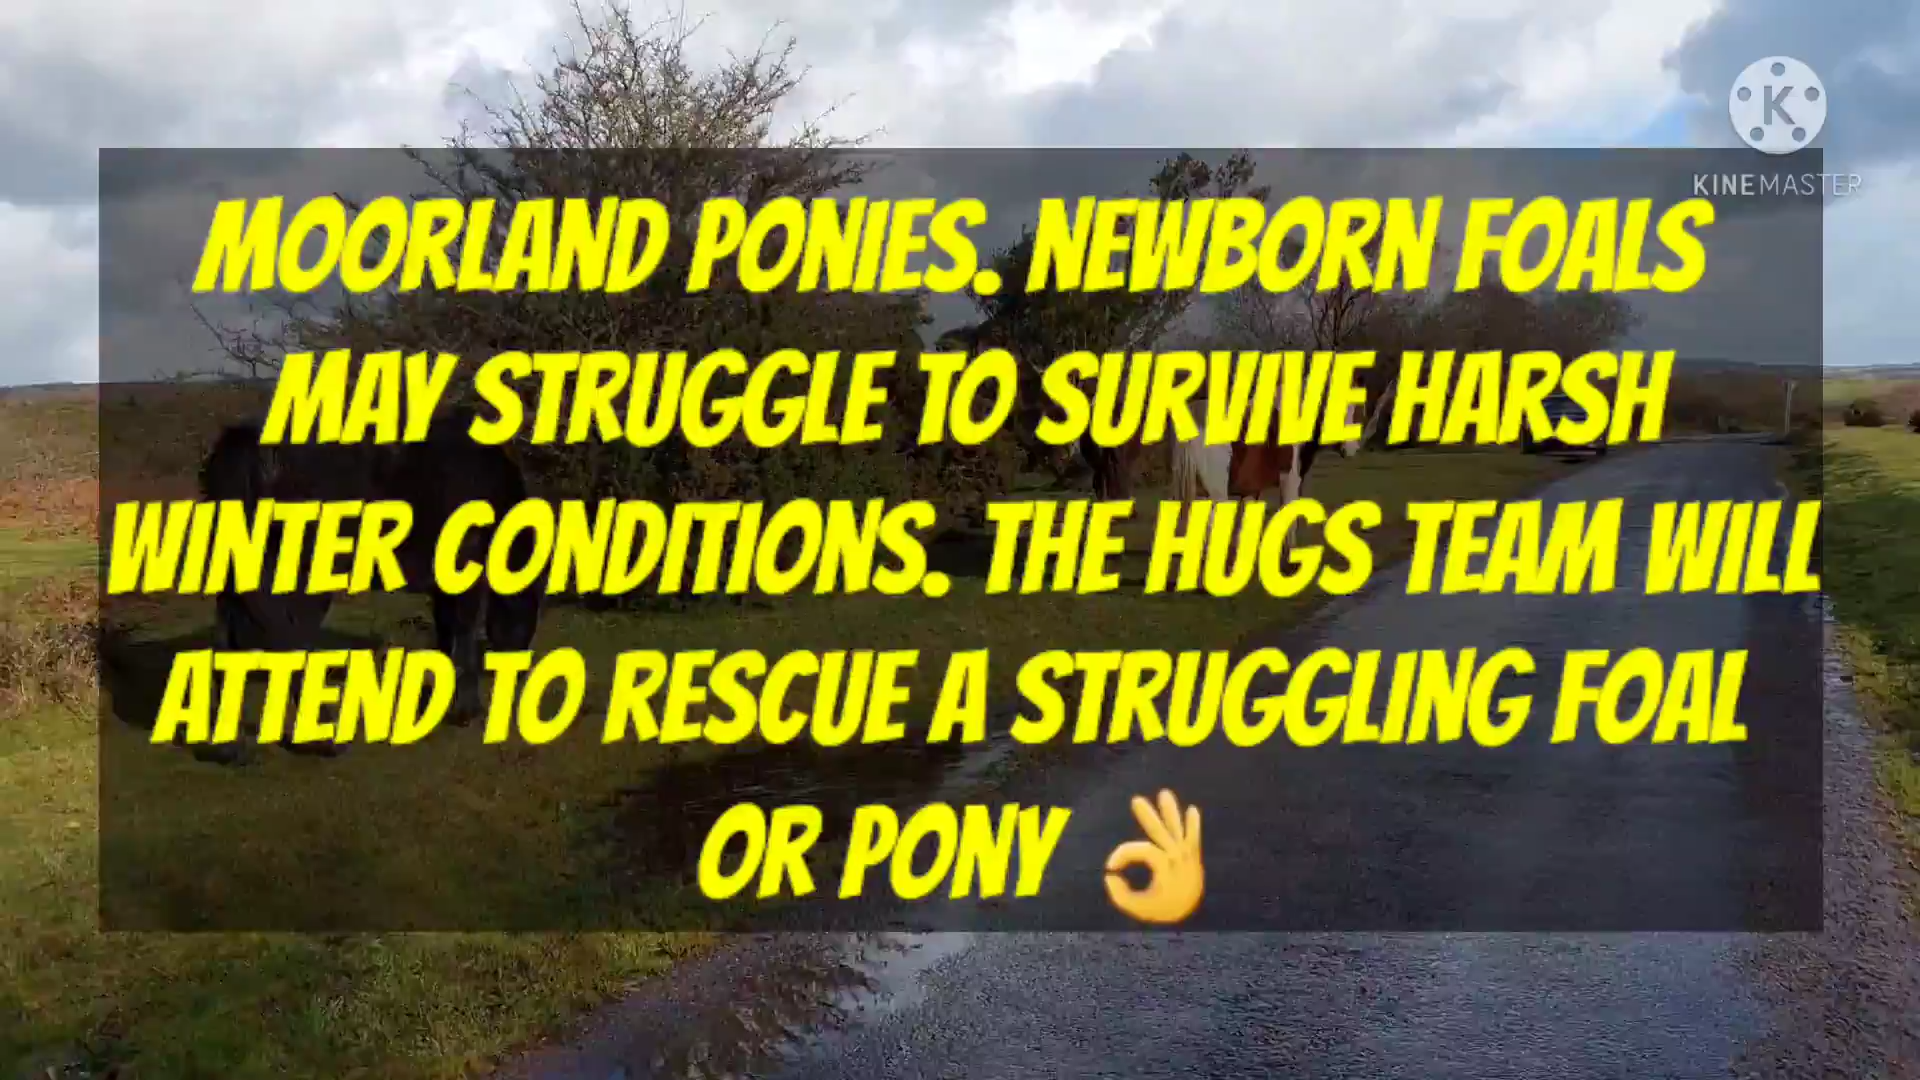 K
KINEMASTER
MOORLAND PONIES. NEWBORN FOALS
MAY STRUGGLE TO SURVIVE HARSH
WINTER CONDITIONS. THE HUGS TEAM WILL
ATTEND TO RESCUE A STRUGGLING FOAL
OR PONY 👌